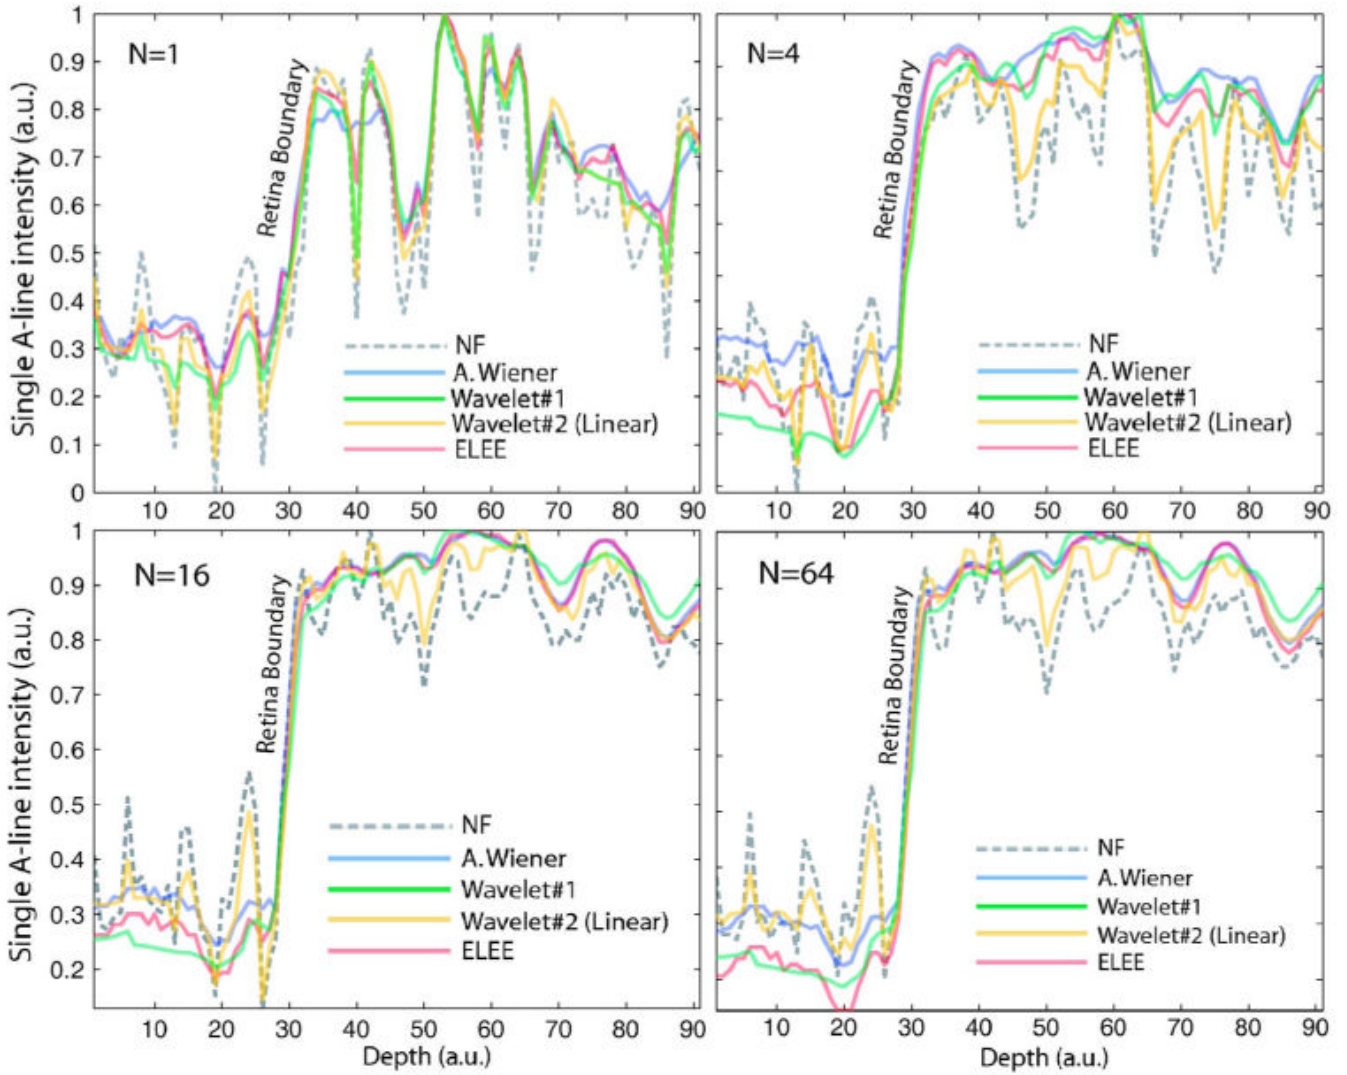 N=1
Single A-line intensity (a.u.)
1
0.9
0.8
0.7
0.6
0.5
0.4
0.3
0.2
0.1
0
Retina Boundary
NF
A.Wiener
Wavelet#1
Wavelet#2 (Linear)
ELEE
10 20 30 40 50 60 70 80 90
N=4
Retina Boundary
NF
A.Wiener
Wavelet#1
Wavelet#2 (Linear)
ELEE
10 20 30 40 50 60 70 80 90
N=16
Single A-line intensity (a.u.)
1
0.9
0.8
0.7
0.6
0.5
0.4
0.3
0.2
Retina Boundary
NF
A.Wiener
Wavelet#1
Wavelet#2 (Linear)
ELEE
10 20 30 40 50 60 70 80 90
Depth (a.u.)
N=64
Retina Boundary
NF
A.Wiener
Wavelet#1
Wavelet#2 (Linear)
ELEE
10 20 30 40 50 60 70 80 90
Depth (a.u.)